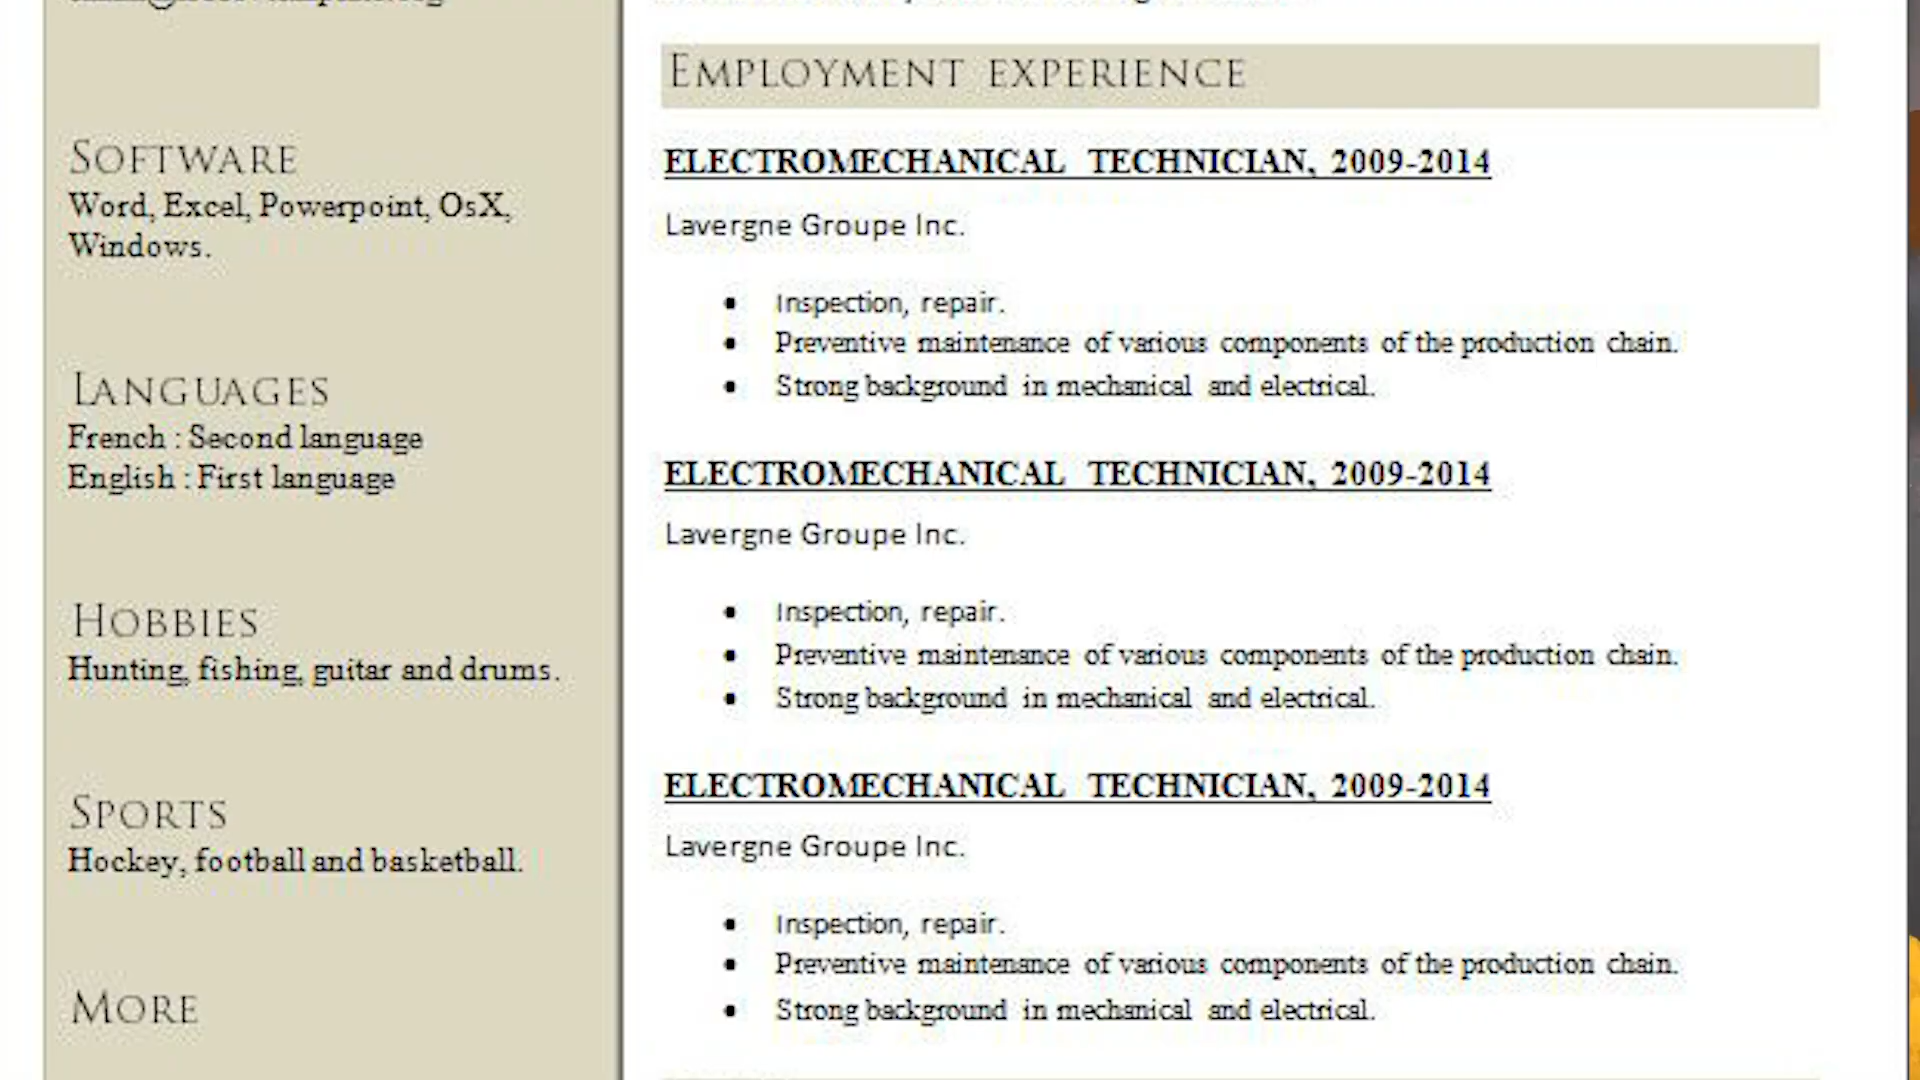 SOFTWARE
Word, Excel, Powerpoint, OsX,
Windows.
LANGUAGES
French : Second language
English : First language
HOBBIES
Hunting, fishing, guitar and drums.
SPORTS
Hockey, football and basketball.
MORE
EMPLOYMENT EXPERIENCE
ELECTROMECHANICAL TECHNICIAN, 2009-2014
Lavergne Groupe Inc.
• Inspection, repair.
• Preventive maintenance of various components of the production chain.
• Strong background in mechanical and electrical.
ELECTROMECHANICAL TECHNICIAN, 2009-2014
Lavergne Groupe Inc.
• Inspection, repair.
• Preventive maintenance of various components of the production chain.
• Strong background in mechanical and electrical.
ELECTROMECHANICAL TECHNICIAN, 2009-2014
Lavergne Groupe Inc.
• Inspection, repair.
• Preventive maintenance of various components of the production chain.
• Strong background in mechanical and electrical.